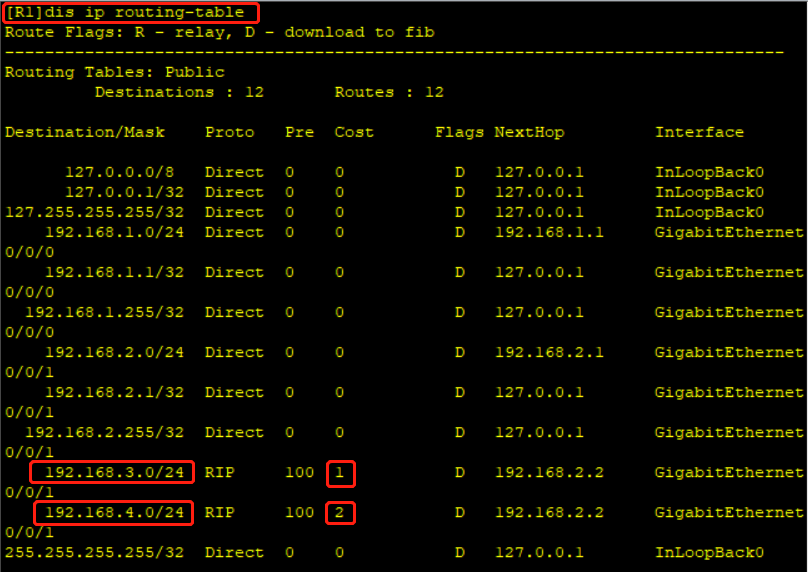 [R1]dis ip routing-table
Route Flags: R - relay, D - download to fib
------------------------------------------------------------------------------
Routing Tables: Public
         Destinations : 12       Routes : 12

Destination/Mask    Proto   Pre  Cost      Flags NextHop         Interface

      127.0.0.0/8   Direct  0    0           D   127.0.0.1       InLoopBack0
      127.0.0.1/32  Direct  0    0           D   127.0.0.1       InLoopBack0
127.255.255.255/32  Direct  0    0           D   127.0.0.1       InLoopBack0
    192.168.1.0/24  Direct  0    0           D   192.168.1.1     GigabitEthernet
0/0/0
    192.168.1.1/32  Direct  0    0           D   127.0.0.1       GigabitEthernet
0/0/0
  192.168.1.255/32  Direct  0    0           D   127.0.0.1       GigabitEthernet
0/0/0
    192.168.2.0/24  Direct  0    0           D   192.168.2.1     GigabitEthernet
0/0/1
    192.168.2.1/32  Direct  0    0           D   127.0.0.1       GigabitEthernet
0/0/1
  192.168.2.255/32  Direct  0    0           D   127.0.0.1       GigabitEthernet
0/0/1
    192.168.3.0/24  RIP     100  1           D   192.168.2.2     GigabitEthernet
0/0/1
    192.168.4.0/24  RIP     100  2           D   192.168.2.2     GigabitEthernet
0/0/1
255.255.255.255/32  Direct  0    0           D   127.0.0.1       InLoopBack0